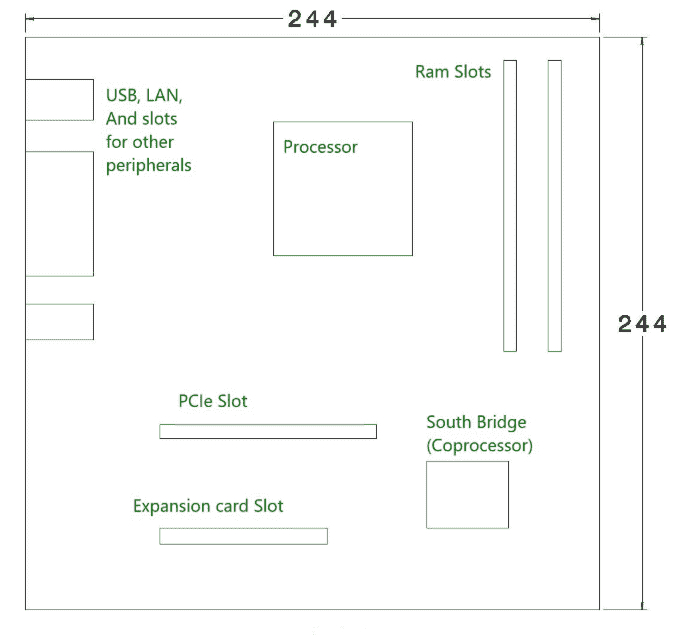 244
Ram Slots
USB, LAN,
And slots
for other
peripherals
Processor
244
PCIe Slot
South Bridge
(Coprocessor)
Expansion card Slot